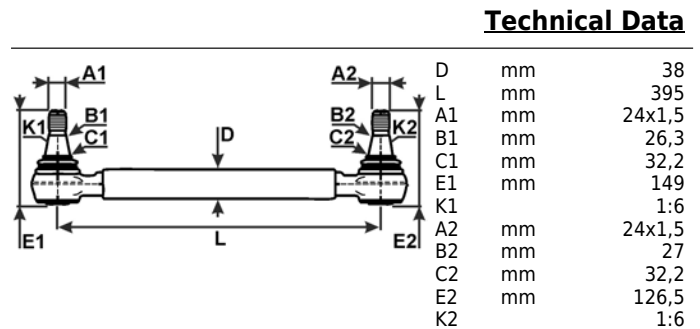 Technical Data
A1
A2
B1
B2
K1
K2
C1
C2
D
E1
L
E2
D mm 38
L mm 395
A1 mm 24x1,5
B1 mm 26,3
C1 mm 32,2
E1 mm 149
K1 1:6
A2 mm 24x1,5
B2 mm 27
C2 mm 32,2
E2 mm 126,5
K2 1:6